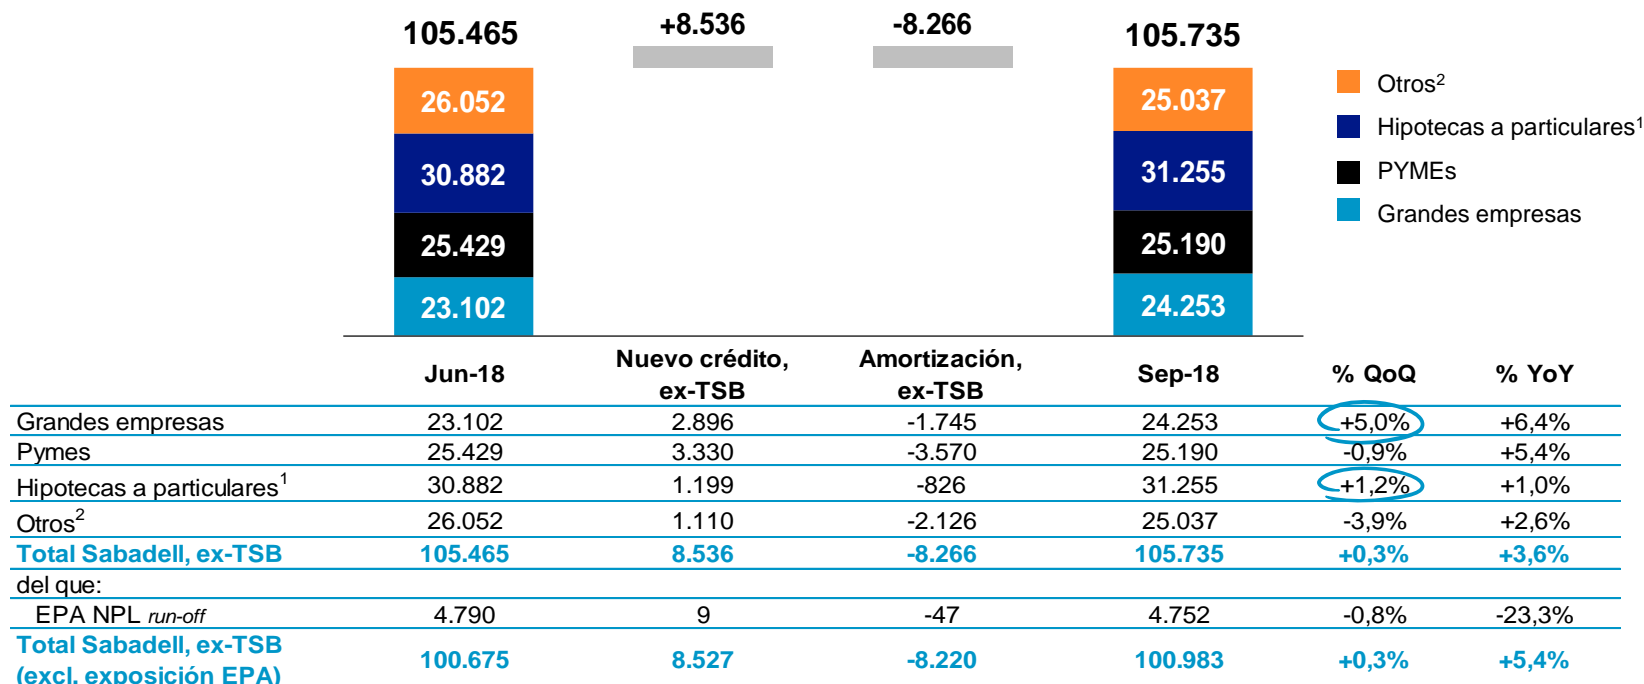 105.465 +8.536 -8.266 105.735
26.052 25.037
30.882 31.255
25.429 25.190
23.102 24.253
Otros²
Hipotecas a particulares¹
PYMEs
Grandes empresas
Jun-18 Nuevo crédito, ex-TSB Amortización, ex-TSB Sep-18 % QoQ % YoY
Grandes empresas 23.102 2.896 -1.745 24.253 +5,0% +6,4%
Pymes 25.429 3.330 -3.570 25.190 -0,9% +5,4%
Hipotecas a particulares¹ 30.882 1.199 -826 31.255 +1,2% +1,0%
Otros² 26.052 1.110 -2.126 25.037 -3,9% +2,6%
Total Sabadell, ex-TSB 105.465 8.536 -8.266 105.735 +0,3% +3,6%
del que:
EPA NPL run-off 4.790 9 -47 4.752 -0,8% -23,3%
Total Sabadell, ex-TSB
(excl. exposición EPA) 100.675 8.527 -8.220 100.983 +0,3% +5,4%